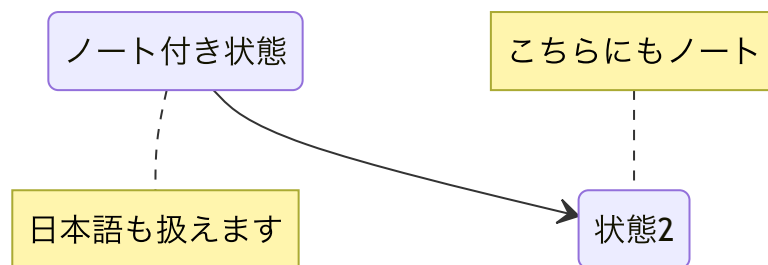 ノート付き状態
こちらにもノート
日本語も扱えます
状態2